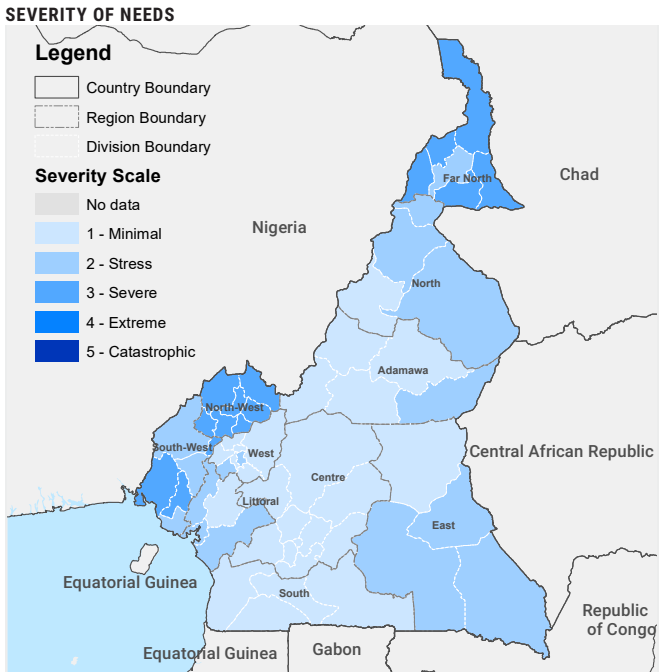 SEVERITY OF NEEDS
Legend
Country Boundary
Region Boundary
Division Boundary
Severity Scale
No data
1 - Minimal
2 - Stress
3 - Severe
4 - Extreme
5 - Catastrophic
Chad
Far North
Nigeria
North
Adamawa
North-West
South-West
West
Central African Republic
Centre
Littoral
East
Equatorial Guinea
South
Republic
of Congo
Equatorial Guinea
Gabon